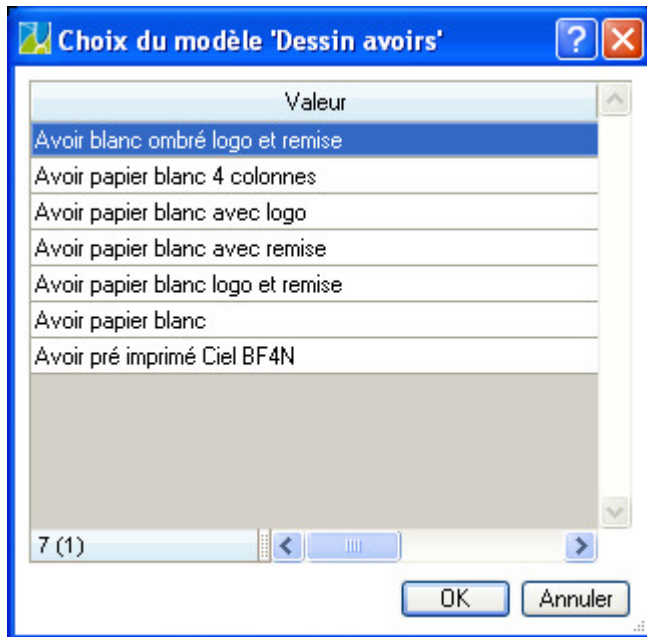 Choix du modèle 'Dessin avoirs'
?
Valeur
Avoir blanc ombré logo et remise
Avoir papier blanc 4 colonnes
Avoir papier blanc avec logo
Avoir papier blanc avec remise
Avoir papier blanc logo et remise
Avoir papier blanc
Avoir pré imprimé Ciel BF4N
7 (1)
OK Annuler